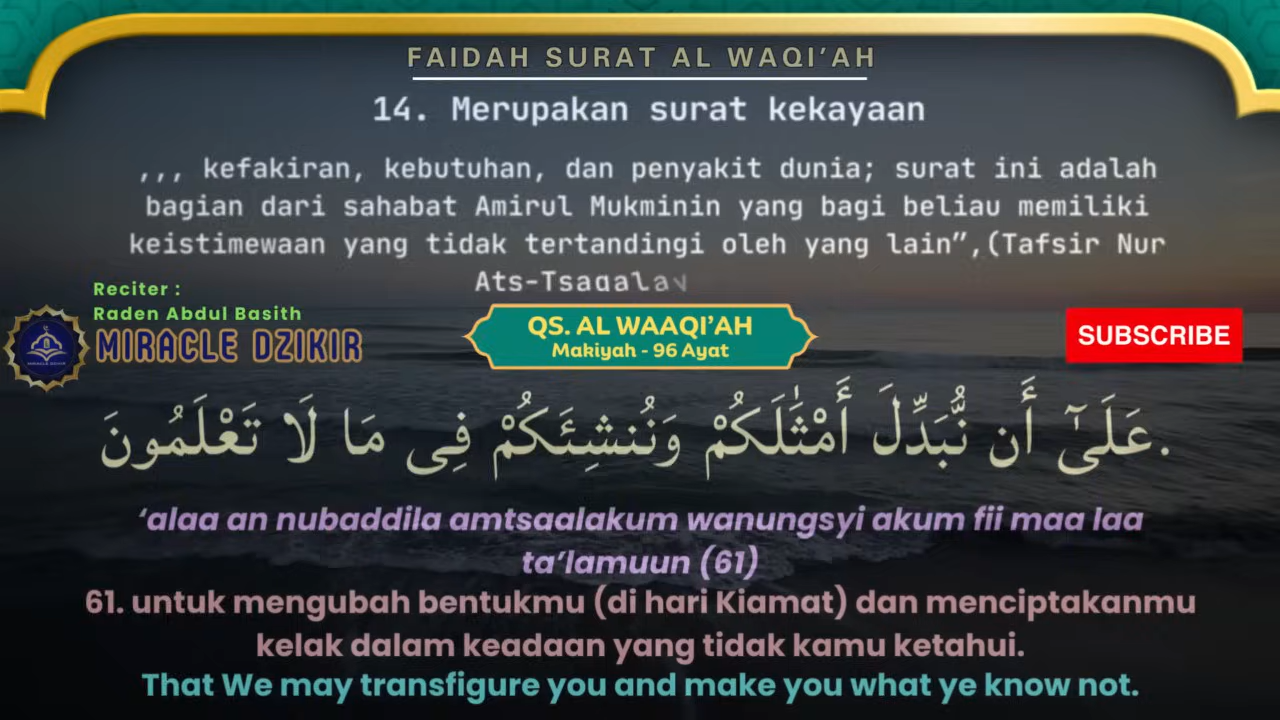 FAIDAH SURAT AL WAQI’AH
14. Merupakan surat kekayaan
,,, kefakiran, kebutuhan, dan penyakit dunia; surat ini adalah
bagian dari sahabat Amirul Mukminin yang bagi beliau memiliki
keistimewaan yang tidak tertandingi oleh yang lain”,(Tafsir Nur
Ats-Tsaqalay
Reciter :
Raden Abdul Basith
MIRACLE DZIKIR
QS. AL WAAQI’AH
Makiyah - 96 Ayat
SUBSCRIBE
عَلَىٰٓ أَن نُّبَدِّلَ أَمْثَٰلَكُمْ وَنُنشِئَكُمْ فِى مَا لَا تَعْلَمُونَ.
‘alaa an nubaddila amtsaalakum wanungsyi akum fii maa laa
ta’lamuun (61)
61. untuk mengubah bentukmu (di hari Kiamat) dan menciptakanmu
kelak dalam keadaan yang tidak kamu ketahui.
That We may transfigure you and make you what ye know not.